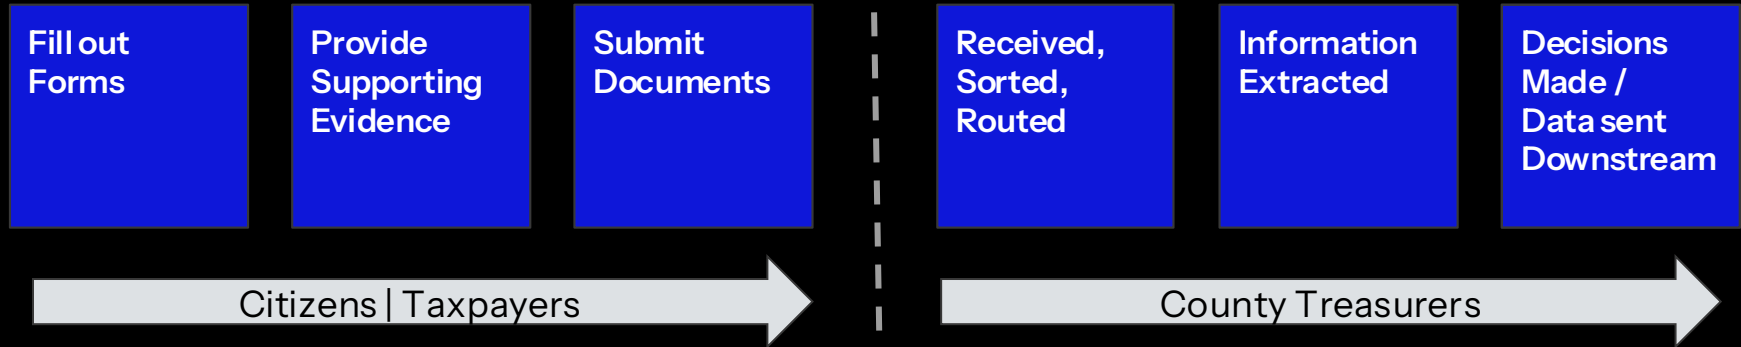 Fill out
Forms
Provide
Supporting
Evidence
Submit
Documents
Received,
Sorted,
Routed
Information
Extracted
Decisions
Made /
Data sent
Downstream
Citizens | Taxpayers
County Treasurers